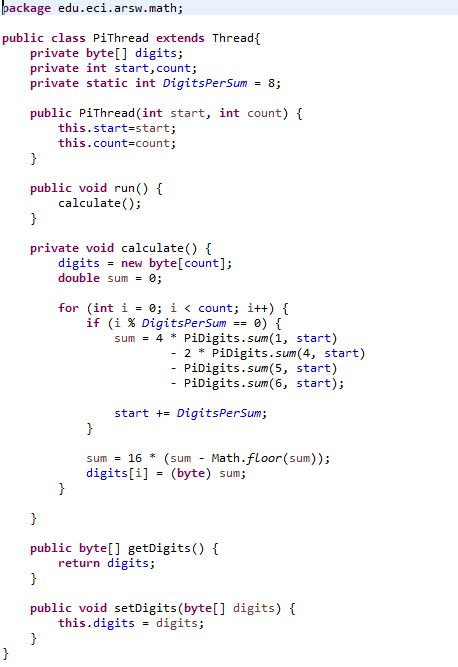 package edu.eci.arsw.math;

public class PiThread extends Thread{
    private byte[] digits;
    private int start,count;
    private static int DigitsPerSum = 8;

    public PiThread(int start, int count) {
        this.start=start;
        this.count=count;
    }

    public void run() {
        calculate();
    }

    private void calculate() {
        digits = new byte[count];
        double sum = 0;

        for (int i = 0; i < count; i++) {
            if (i % DigitsPerSum == 0) {
                sum = 4 * PiDigits.sum(1, start)
                        - 2 * PiDigits.sum(4, start)
                        - PiDigits.sum(5, start)
                        - PiDigits.sum(6, start);

                start += DigitsPerSum;
            }

            sum = 16 * (sum - Math.floor(sum));
            digits[i] = (byte) sum;
        }

    }

    public byte[] getDigits() {
        return digits;
    }

    public void setDigits(byte[] digits) {
        this.digits = digits;
    }
}